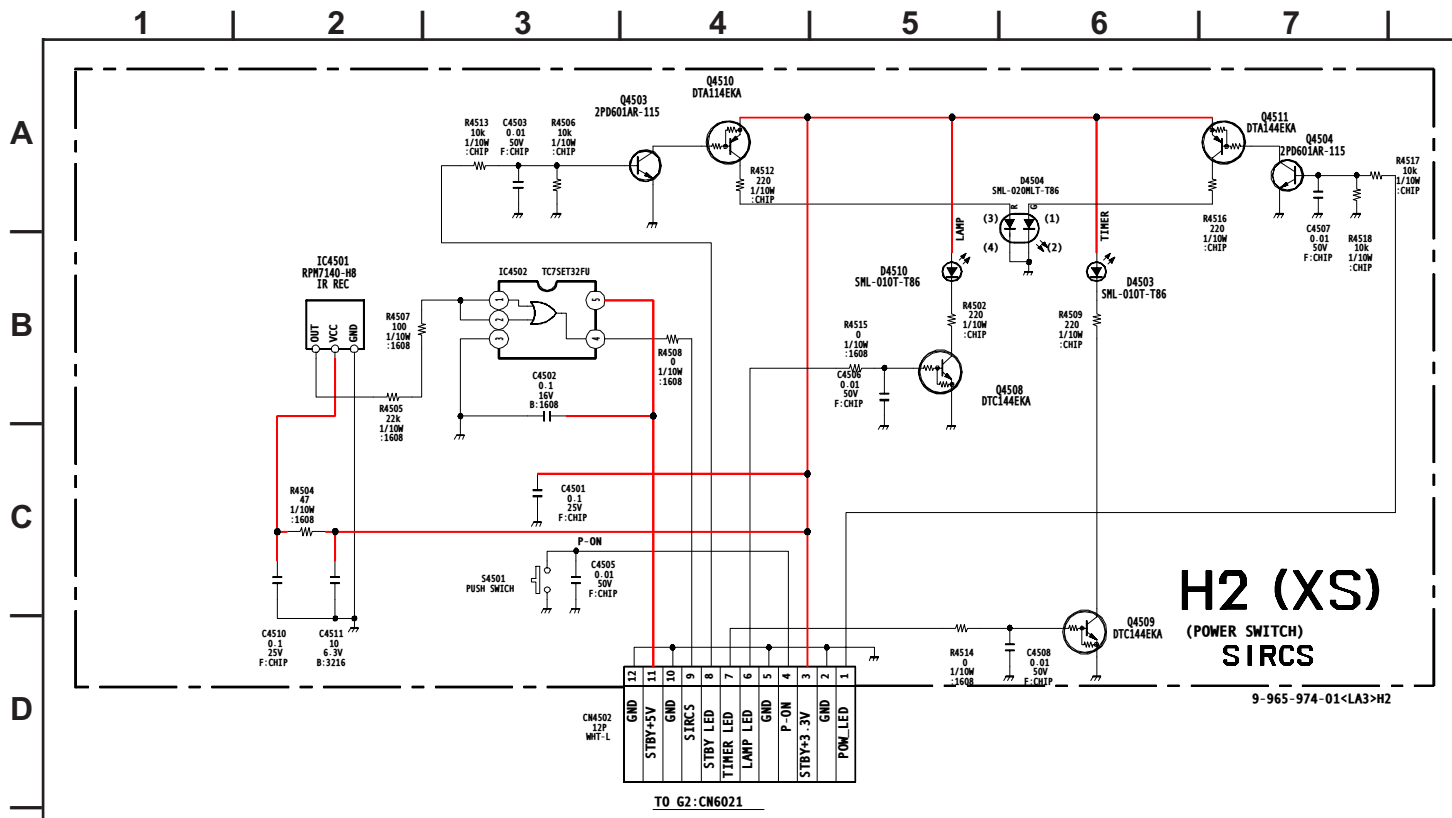 1 2 3 4 5 6 7
A
B
C
D
Q4510
DTA114EKA
Q4503
2PD601AR-115
R4513
10k
1/10W
:CHIP
C4503
0.01
50V
F:CHIP
R4506
10k
1/10W
:CHIP
R4512
220
1/10W
:CHIP
D4504
SML-020MLT-T86
R
G
(3)
(1)
(4)
(2)
LAMP
TIMER
Q4511
DTA144EKA
Q4504
2PD601AR-115
R4517
10k
1/10W
:CHIP
R4516
220
1/10W
:CHIP
C4507
0.01
50V
F:CHIP
R4518
10k
1/10W
:CHIP
IC4501
RPM7140-H8
IR REC
OUT
VCC
GND
R4507
100
1/10W
:1608
IC4502 TC7SET32FU
1
2
3
5
4
D4510
SML-010T-T86
D4503
SML-010T-T86
R4502
220
1/10W
:CHIP
R4509
220
1/10W
:CHIP
R4515
0
1/10W
:1608
C4506
0.01
50V
F:CHIP
Q4508
DTC144EKA
R4508
0
1/10W
:1608
C4502
0.1
16V
B:1608
R4505
22k
1/10W
:1608
R4504
47
1/10W
:1608
C4501
0.1
25V
F:CHIP
P-ON
S4501
PUSH SWICH
C4505
0.01
50V
F:CHIP
C4510
0.1
25V
F:CHIP
C4511
10
6.3V
B:3216
R4514
0
1/10W
:1608
C4508
0.01
50V
F:CHIP
Q4509
DTC144EKA
H2 (XS)
(POWER SWITCH)
SIRCS
9-965-974-01<LA3>H2
CN4502
12P
WHT-L
12 11 10 9 8 7 6 5 4 3 2 1
GND
STBY+5V
GND
SIRCS
STBY LED
TIMER LED
LAMP LED
GND
P-ON
STBY+3.3V
GND
POW_LED
TO G2:CN6021